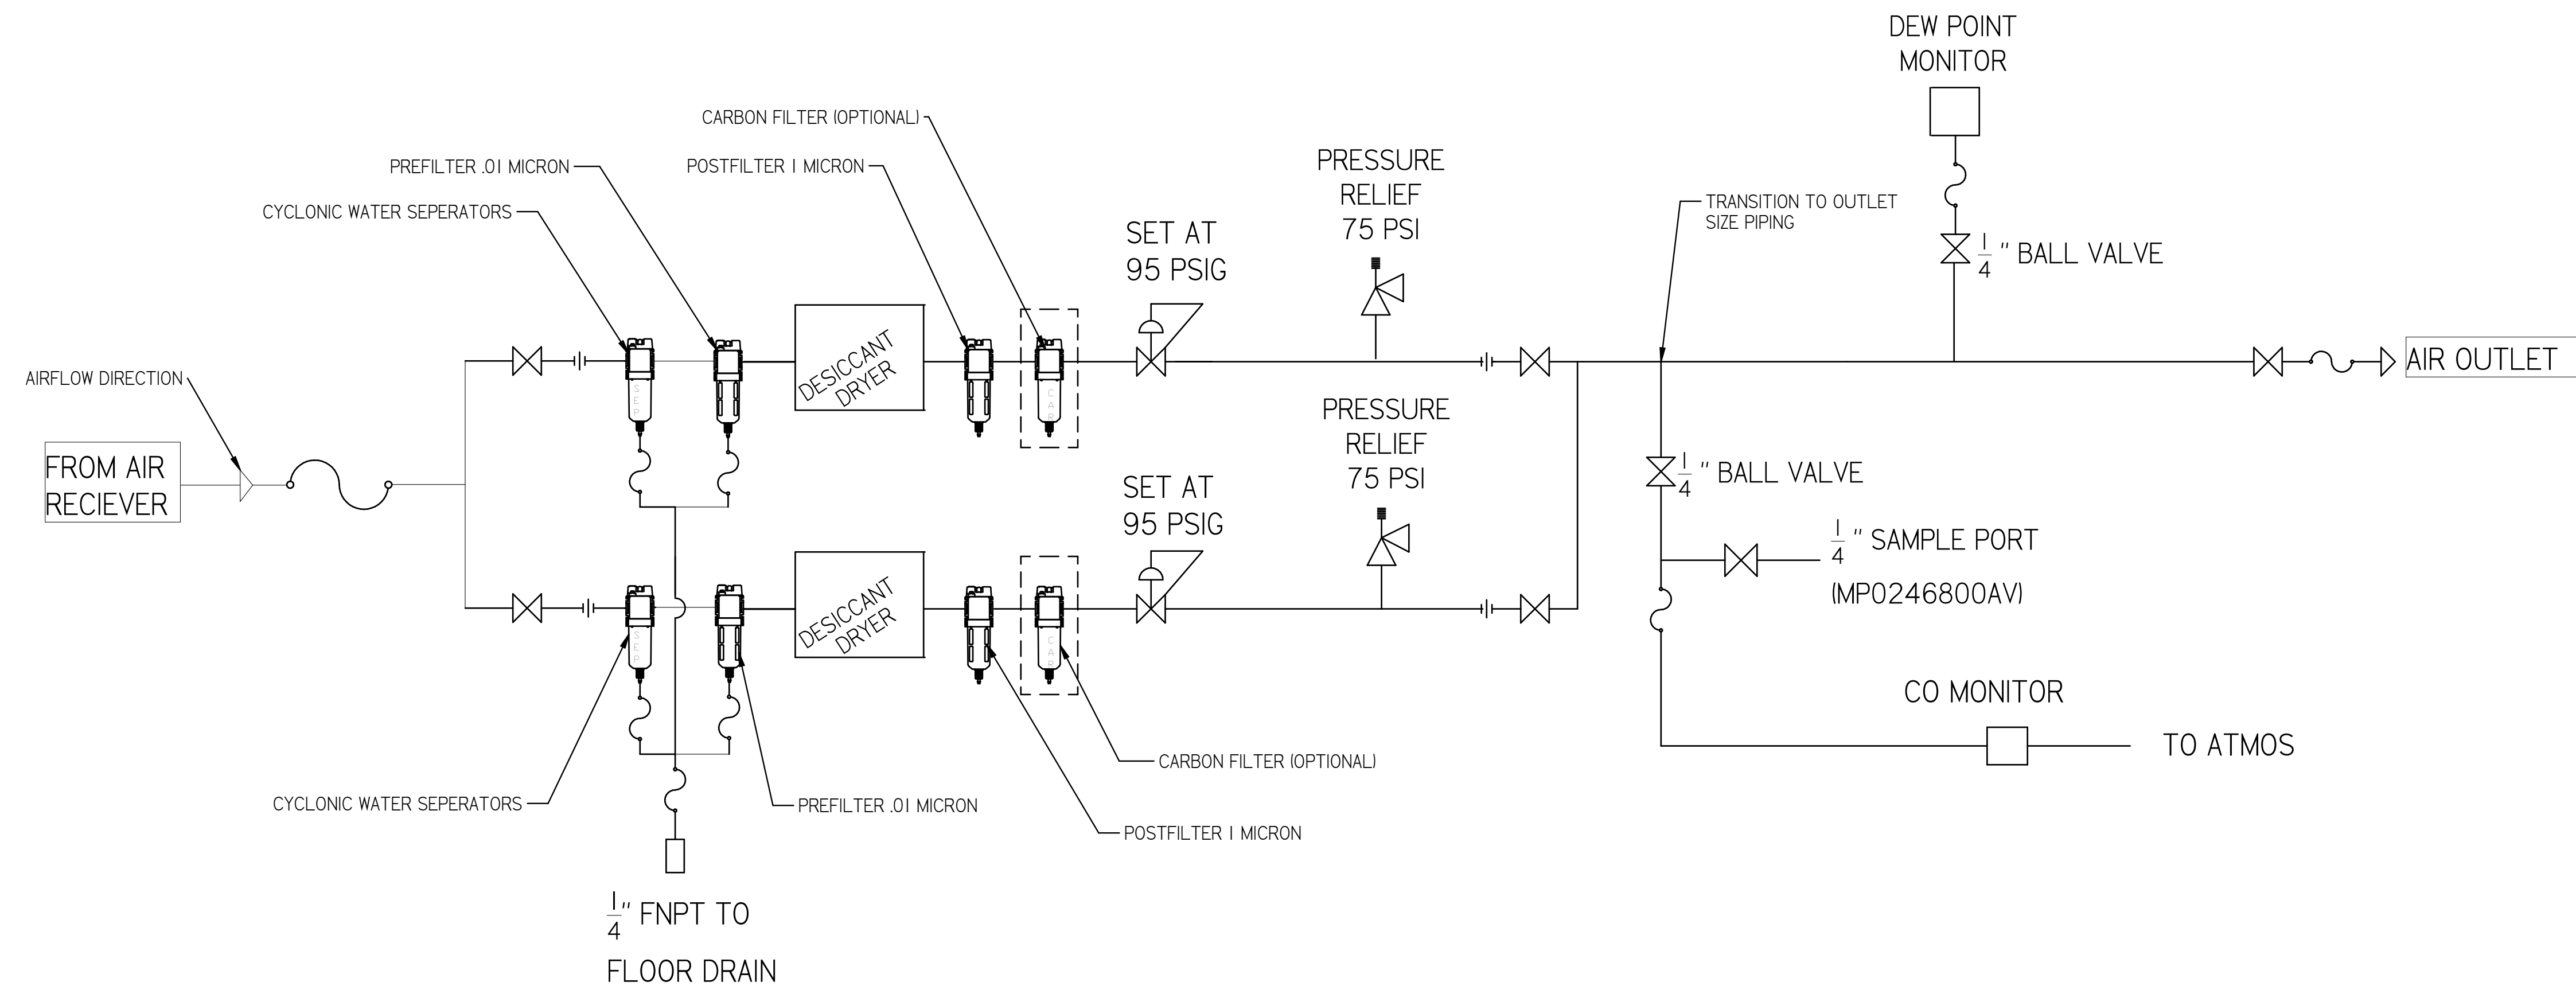 DEW POINT
MONITOR
CARBON FILTER (OPTIONAL)
PREFILTER .01 MICRON
POSTFILTER 1 MICRON
CYCLONIC WATER SEPERATORS
PRESSURE
RELIEF
75 PSI
SET AT
95 PSIG
TRANSITION TO OUTLET
SIZE PIPING
1/4 " BALL VALVE
DESICCANT
DRYER
SEP
CAR
AIR OUTLET
AIRFLOW DIRECTION
FROM AIR
RECIEVER
PRESSURE
RELIEF
75 PSI
SET AT
95 PSIG
1/4 " BALL VALVE
1/4 " SAMPLE PORT
(MP0246800AV)
DESICCANT
DRYER
SEP
CAR
CO MONITOR
TO ATMOS
CARBON FILTER (OPTIONAL)
CYCLONIC WATER SEPERATORS
PREFILTER .01 MICRON
POSTFILTER 1 MICRON
1/4" FNPT TO
FLOOR DRAIN